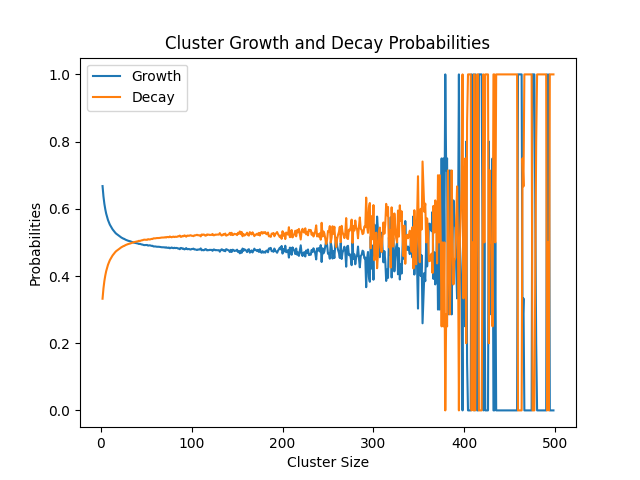 Cluster Growth and Decay Probabilities
Growth
Decay
1.0
0.8
0.6
0.4
0.2
0.0
Probabilities
0
100
200
300
400
500
Cluster Size